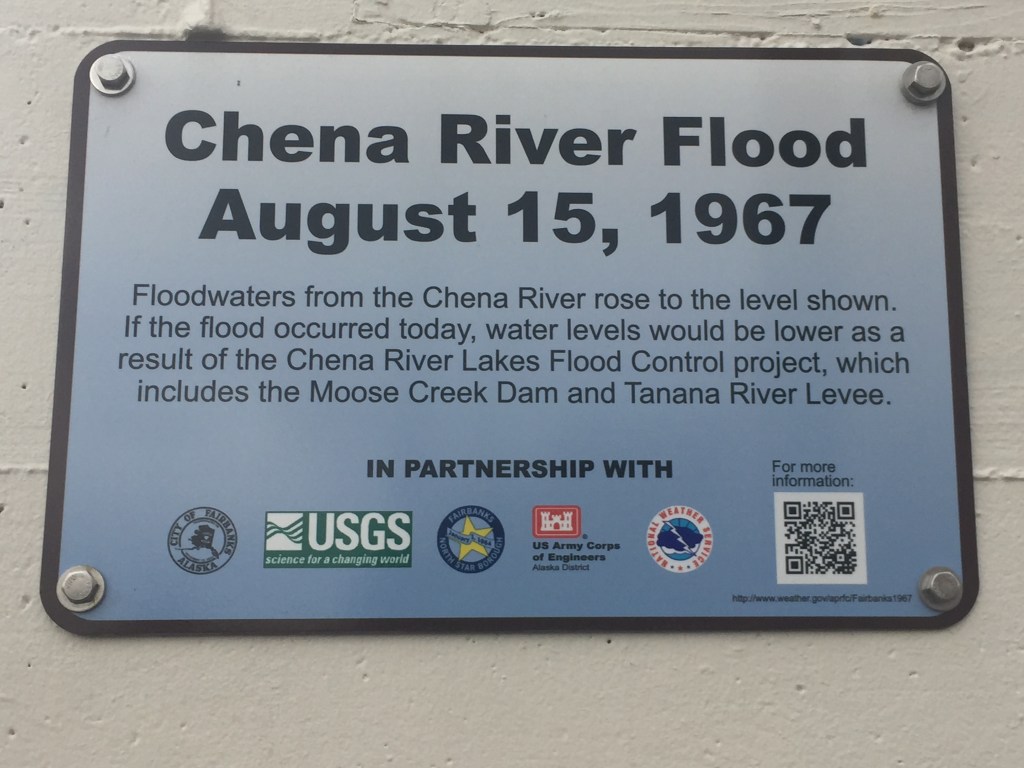 Chena River Flood
August 15, 1967
Floodwaters from the Chena River rose to the level shown.
If the flood occurred today, water levels would be lower as a
result of the Chena River Lakes Flood Control project, which
includes the Moose Creek Dam and Tanana River Levee.
IN PARTNERSHIP WITH
For more
information:
CITY OF FAIRBANKS
ALASKA
USGS
science for a changing world
FAIRBANKS
NORTH STAR BOROUGH
US Army Corps
of Engineers
Alaska District
NATIONAL WEATHER SERVICE
http://www.weather.gov/aprfc/Fairbanks1967